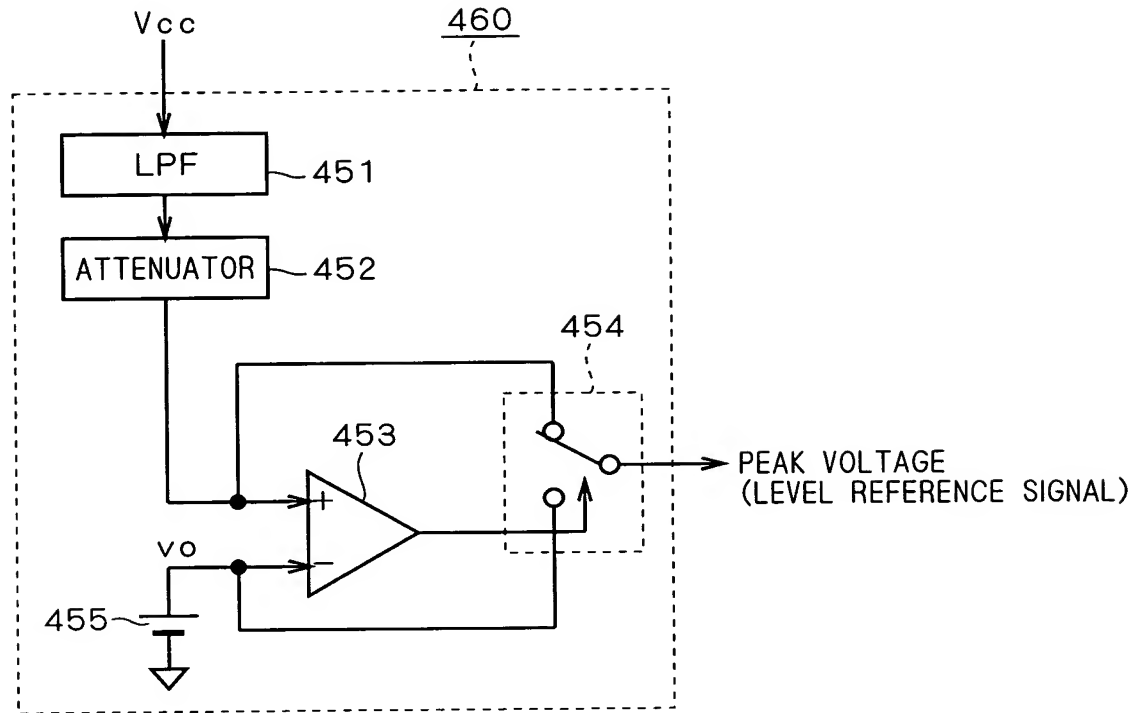 Vcc
460
LPF
451
ATTENUATOR
452
454
453
+
PEAK VOLTAGE
(LEVEL REFERENCE SIGNAL)
vo
−
455